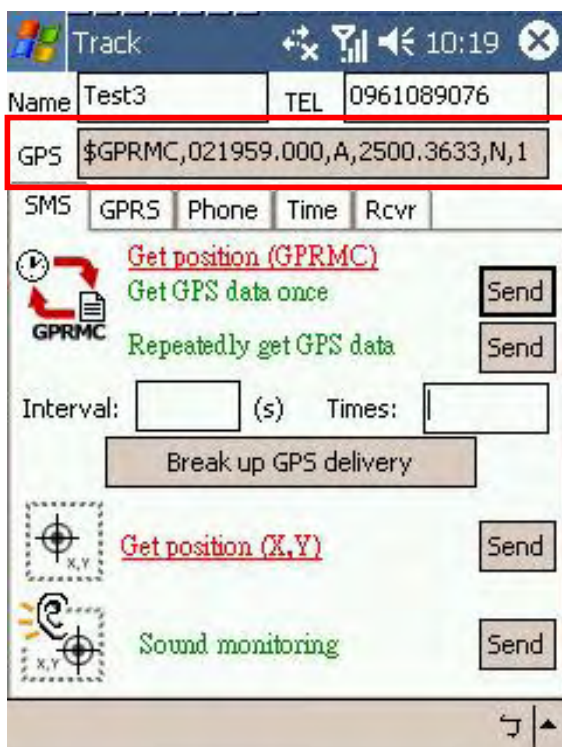 Track 10:19
Name Test3 TEL 0961089076
GPS $GPRMC,021959.000,A,2500.3633,N,1
SMS GPRS Phone Time Rcvr
Get position (GPRMC)
Get GPS data once Send
GPRMC
Repeatedly get GPS data Send
Interval: (s) Times:
Break up GPS delivery
X,Y Get position (X,Y) Send
X,Y Sound monitoring Send